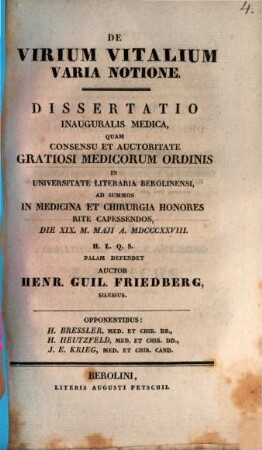 4.
DE
VIRIUM VITALIUM
VARIA NOTIONE.
DISSERTATIO
INAUGURALIS MEDICA,
QUAM
CONSENSU ET AUCTORITATE
GRATIOSI MEDICORUM ORDINIS
IN
UNIVERSITATE LITERARIA BEROLINENSI,
AD SUMMOS
IN MEDICINA ET CHIRURGIA HONORES
RITE CAPESSENDOS,
DIE XIX. M. MAJI A. MDCCCXXVIII.
H. L. Q. S.
PALAM DEFENDET
AUCTOR
HENR. GUIL. FRIEDBERG,
SILESIUS.
OPPONENTIBUS:
H. BRESSLER, MED. ET CHIR. DR.,
H. HEUTZFELD, MED. ET CHIR. DD.,
J. E. KRIEG, MED. ET CHIR. CAND.
BEROLINI,
LITERIS AUGUSTI PETSCHII.